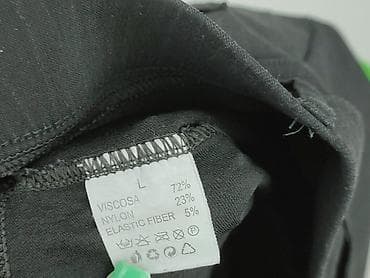 L
VISCOSA 72%
NYLON 23%
ELASTIC FIBER 5%